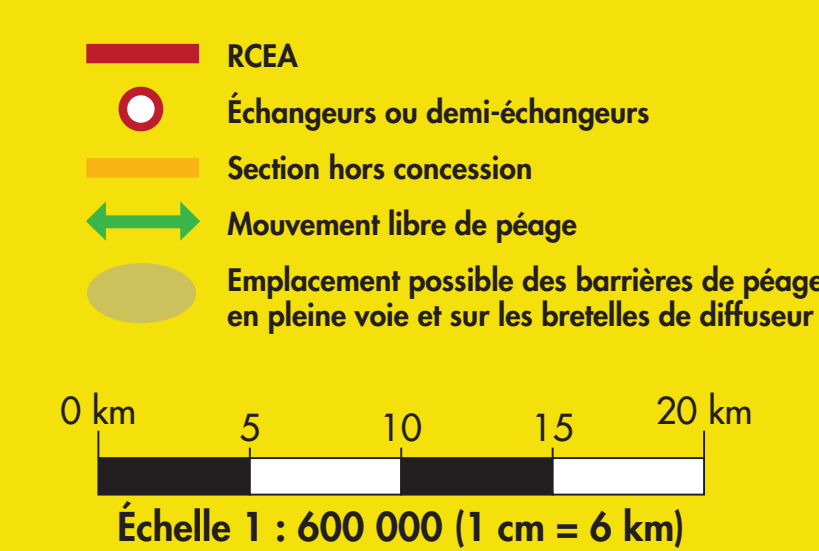 RCEA
Échangeurs ou demi-échangeurs
Section hors concession
Mouvement libre de péage
Emplacement possible des barrières de péage
en pleine voie et sur les bretelles de diffuseur
0 km 5 10 15 20 km
Échelle 1 : 600 000 (1 cm = 6 km)